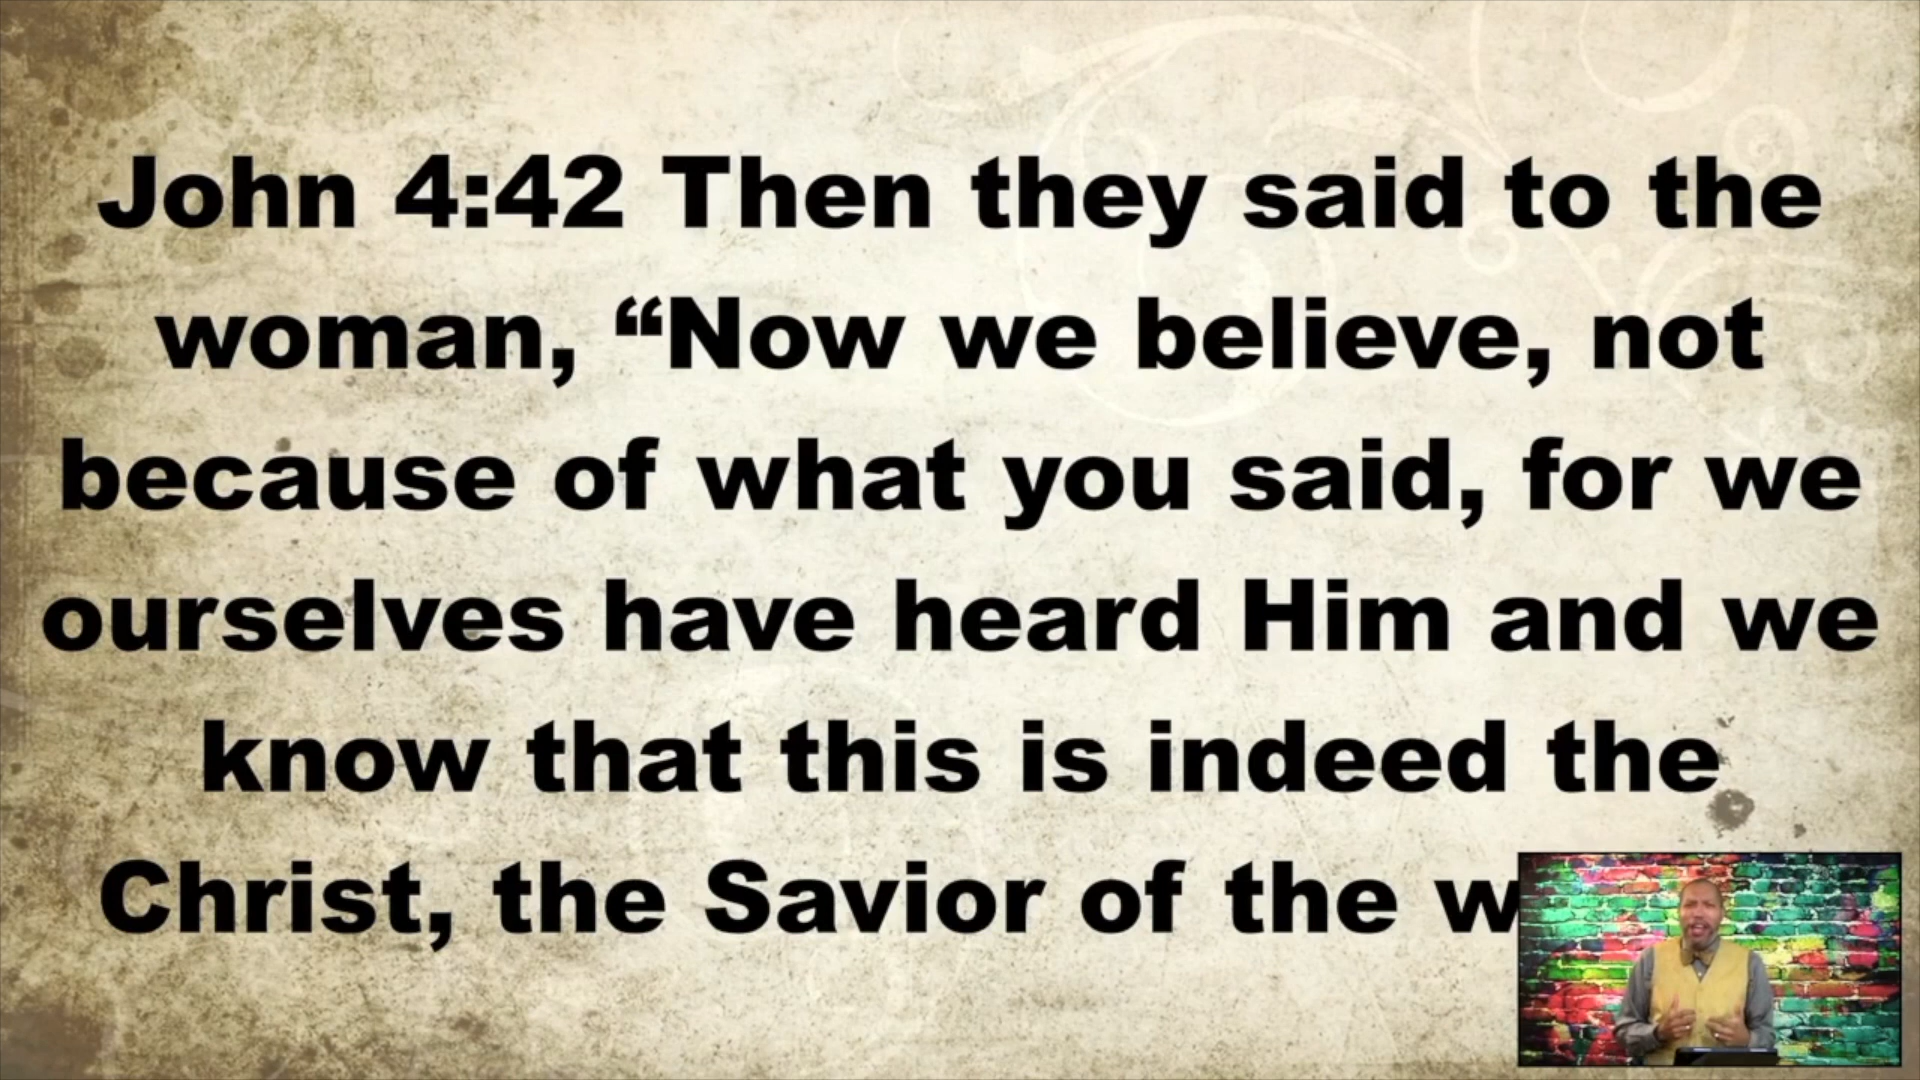 John 4:42 Then they said to the
woman, “Now we believe, not
because of what you said, for we
ourselves have heard Him and we
know that this is indeed the
Christ, the Savior of the